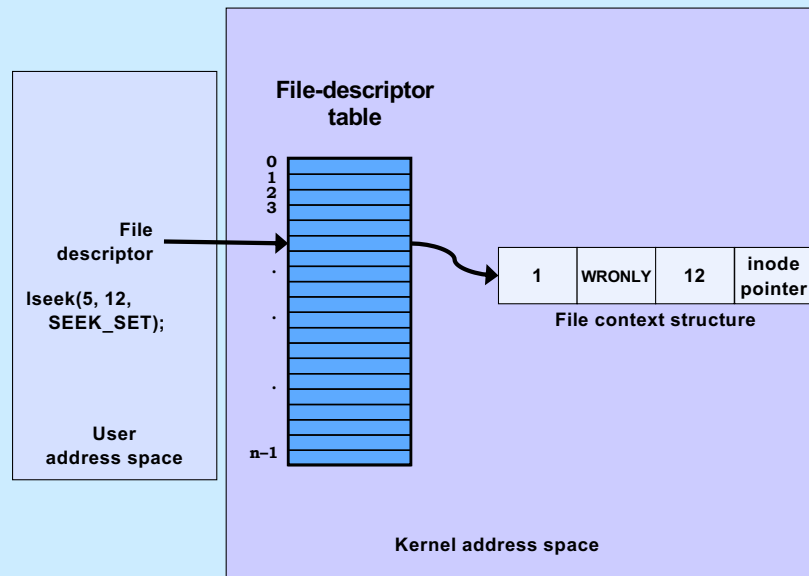 File-descriptor
table
0
1
2
3
.
.
.
n–1
File
descriptor
lseek(5, 12,
SEEK_SET);
User
address space
1
WRONLY
12
inode
pointer
File context structure
Kernel address space